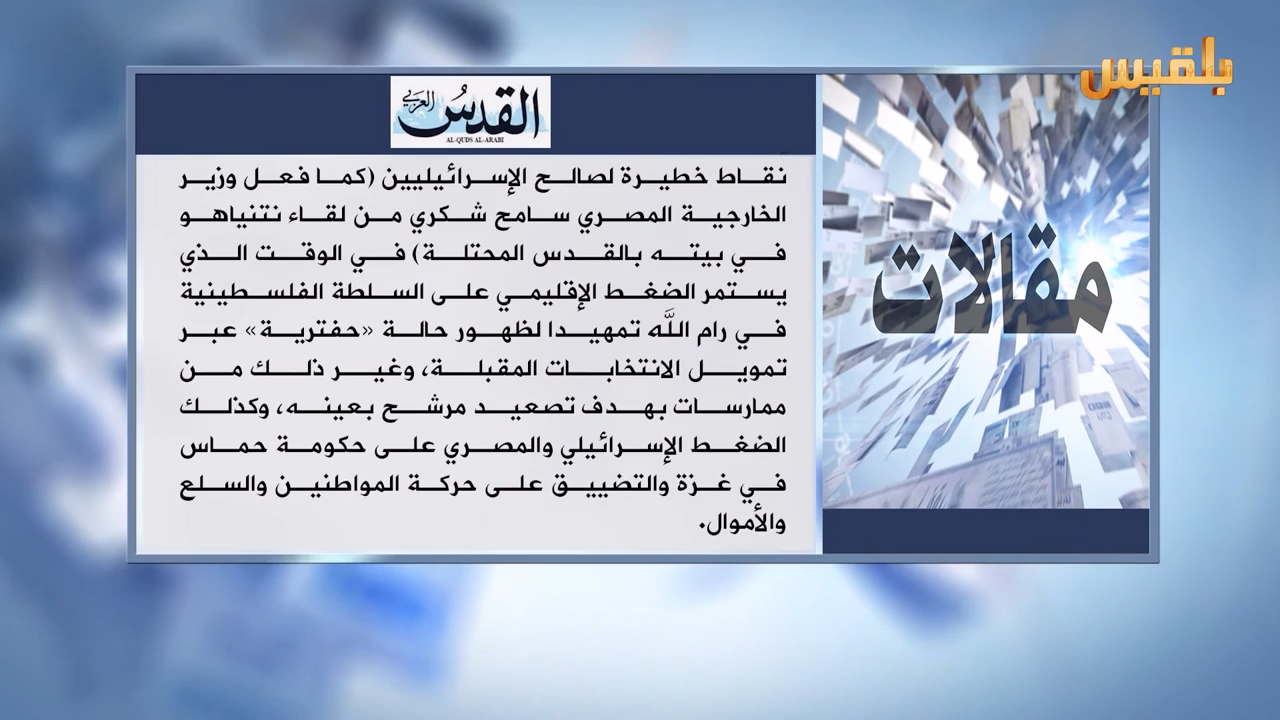 بلقيس
القدس العربي
AL-QUDS AL-ARABI
نقاط خطيرة لصالح الإسرائيليين (كما فعل وزير
الخارجية المصري سامح شكري من لقاء نتنياهو
في بيته بالقدس المحتلة) في الوقت الذي
يستمر الضغط الإقليمي على السلطة الفلسطينية
في رام الله تمهيدا لظهور حالة «حفترية» عبر
تمويل الانتخابات المقبلة، وغير ذلك من
ممارسات بهدف تصعيد مرشح بعينه، وكذلك
الضغط الإسرائيلي والمصري على حكومة حماس
في غزة والتضييق على حركة المواطنين والسلع
والأموال.
مقالات